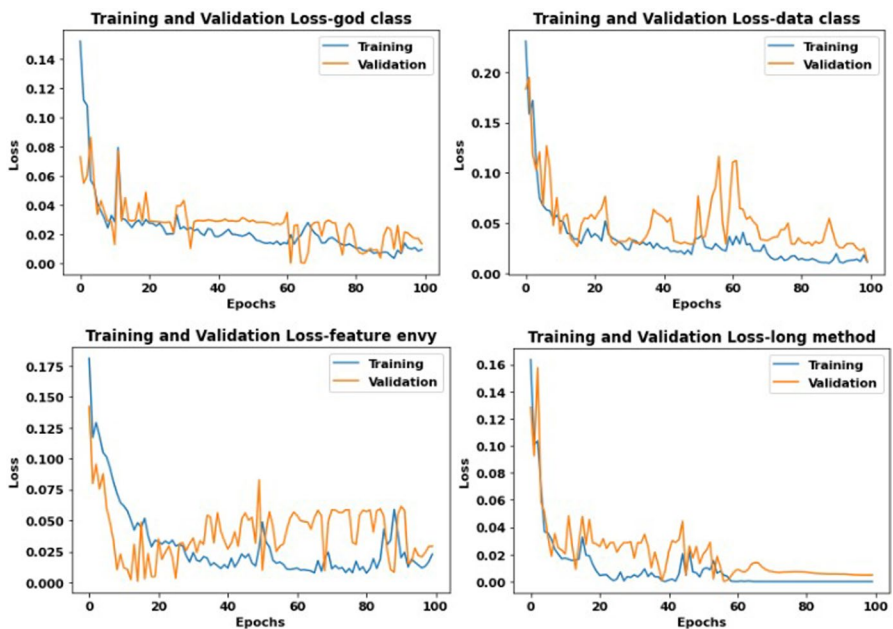 Training and Validation Loss-god class
Training
Validation
0.14
0.12
0.10
0.08
0.06
0.04
0.02
0.00
Loss
0 20 40 60 80 100
Epochs
Training and Validation Loss-data class
Training
Validation
0.20
0.15
0.10
0.05
0.00
Loss
0 20 40 60 80 100
Epochs
Training and Validation Loss-feature envy
Training
Validation
0.175
0.150
0.125
0.100
0.075
0.050
0.025
0.000
Loss
0 20 40 60 80 100
Epochs
Training and Validation Loss-long method
Training
Validation
0.16
0.14
0.12
0.10
0.08
0.06
0.04
0.02
0.00
Loss
0 20 40 60 80 100
Epochs